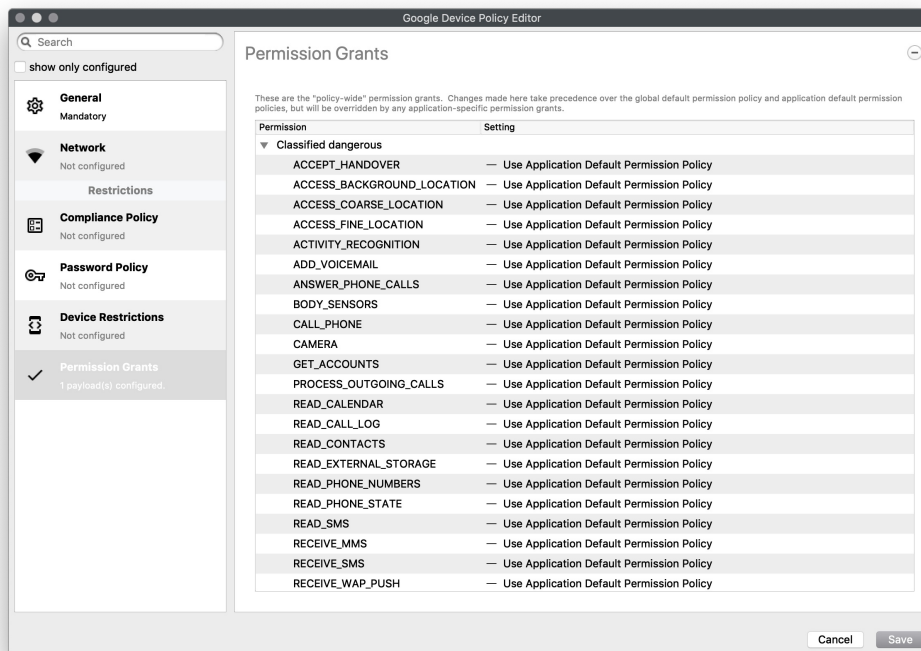 Google Device Policy Editor
Search
show only configured
General
Mandatory
Network
Not configured
Restrictions
Compliance Policy
Not configured
Password Policy
Not configured
Device Restrictions
Not configured
Permission Grants
1 payload(s) configured.
Permission Grants
These are the "policy-wide" permission grants. Changes made here take precedence over the global default permission policy and application default permission
policies, but will be overridden by any application-specific permission grants.
Permission Setting
Classified dangerous
ACCEPT_HANDOVER — Use Application Default Permission Policy
ACCESS_BACKGROUND_LOCATION — Use Application Default Permission Policy
ACCESS_COARSE_LOCATION — Use Application Default Permission Policy
ACCESS_FINE_LOCATION — Use Application Default Permission Policy
ACTIVITY_RECOGNITION — Use Application Default Permission Policy
ADD_VOICEMAIL — Use Application Default Permission Policy
ANSWER_PHONE_CALLS — Use Application Default Permission Policy
BODY_SENSORS — Use Application Default Permission Policy
CALL_PHONE — Use Application Default Permission Policy
CAMERA — Use Application Default Permission Policy
GET_ACCOUNTS — Use Application Default Permission Policy
PROCESS_OUTGOING_CALLS — Use Application Default Permission Policy
READ_CALENDAR — Use Application Default Permission Policy
READ_CALL_LOG — Use Application Default Permission Policy
READ_CONTACTS — Use Application Default Permission Policy
READ_EXTERNAL_STORAGE — Use Application Default Permission Policy
READ_PHONE_NUMBERS — Use Application Default Permission Policy
READ_PHONE_STATE — Use Application Default Permission Policy
READ_SMS — Use Application Default Permission Policy
RECEIVE_MMS — Use Application Default Permission Policy
RECEIVE_SMS — Use Application Default Permission Policy
RECEIVE_WAP_PUSH — Use Application Default Permission Policy
Cancel Save